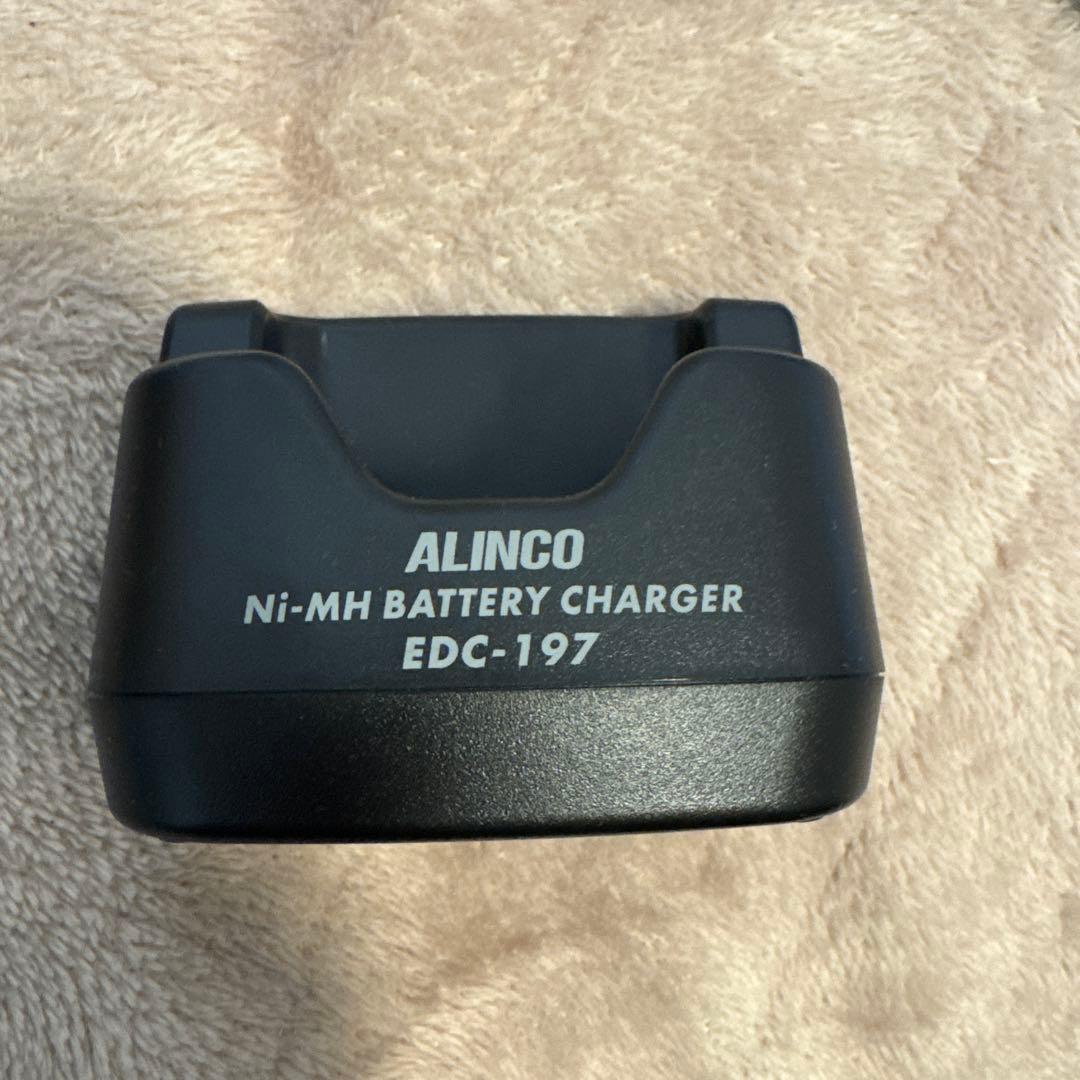 ALINCO
Ni-MH BATTERY CHARGER
EDC-197